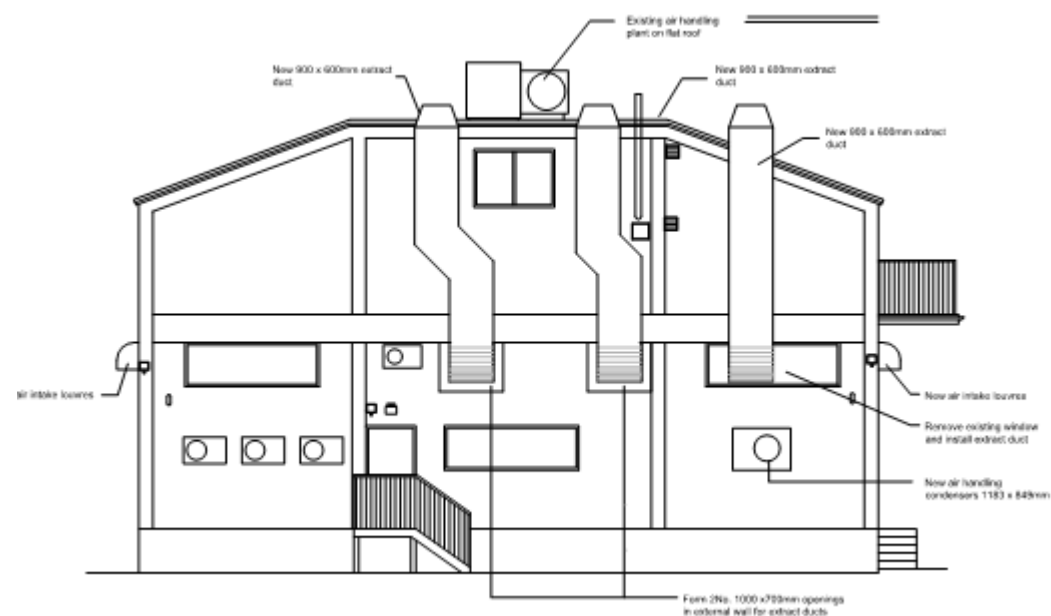 Existing air handling
plant on flat roof
New 900 x 600mm extract
duct
New 900 x 600mm extract
duct
New 900 x 600mm extract
duct
air intake louvres
New air intake louvres
Remove existing window
and install extract duct
New air handling
condensers 1183 x 849mm
Form 2No. 1000 x700mm openings
in external wall for extract ducts